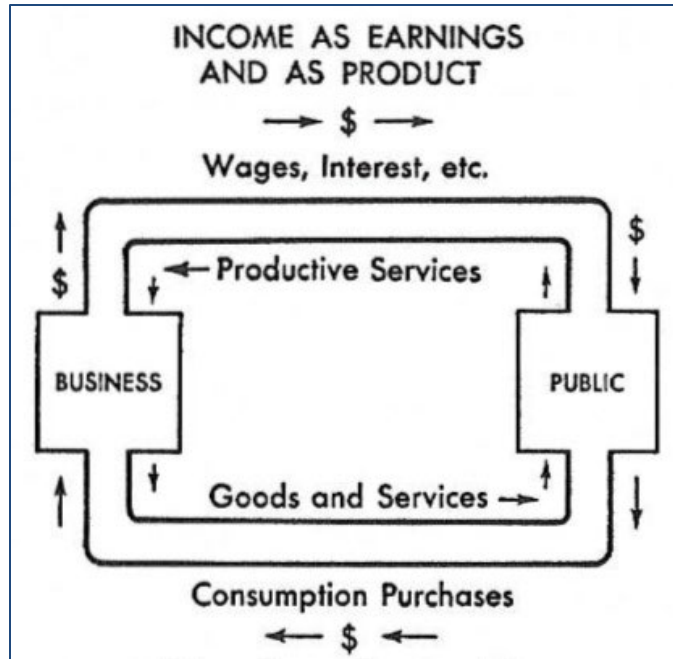 INCOME AS EARNINGS
AND AS PRODUCT
$
Wages, Interest, etc.
$
$
Productive Services
BUSINESS
PUBLIC
Goods and Services
Consumption Purchases
$